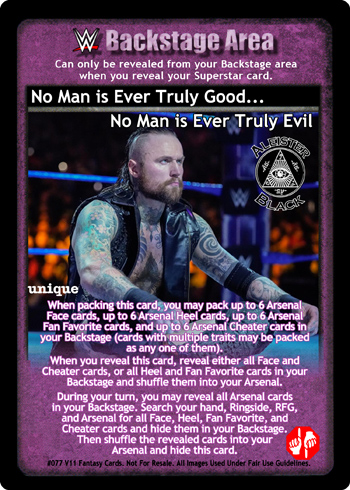 W Backstage Area
Can only be revealed from your Backstage area
when you reveal your Superstar card.
No Man is Ever Truly Good...
No Man is Ever Truly Evil
ALEISTER
BLACK
unique
When packing this card, you may pack up to 6 Arsenal
Face cards, up to 6 Arsenal Heel cards, up to 6 Arsenal
Fan Favorite cards, and up to 6 Arsenal Cheater cards in
your Backstage (cards with multiple traits may be packed
as any one of them).
When you reveal this card, reveal either all Face and
Cheater cards, or all Heel and Fan Favorite cards in your
Backstage and shuffle them into your Arsenal.
During your turn, you may reveal all Arsenal cards
in your Backstage. Search your hand, Ringside, RFG,
and Arsenal for all Face, Heel, Fan Favorite, and
Cheater cards and hide them in your Backstage.
Then shuffle the revealed cards into your
Arsenal and hide this card.
#077 V11 Fantasy Cards. Not For Resale. All Images Used Under Fair Use Guidelines.